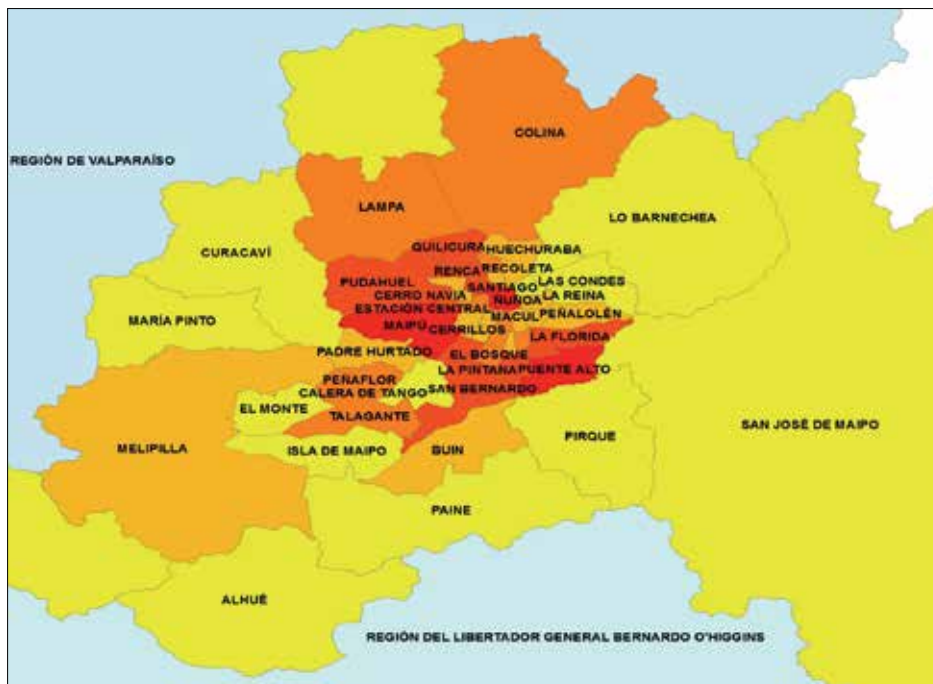 COLINA
REGIÓN DE VALPARAÍSO
LAMPA
LO BARNECHEA
CURACAVÍ
QUILICURA
HUECHURABA
RENCA
RECOLETA
PUDAHUEL
SANTIAGO
LAS CONDES
CERRO NAVIA
ÑUÑOA
LA REINA
ESTACIÓN CENTRAL
MACUL
PEÑALOLÉN
MARÍA PINTO
MAIPÚ
CERRILLOS
LA FLORIDA
PADRE HURTADO
EL BOSQUE
LA PINTANA
PUENTE ALTO
PEÑAFLOR
CALERA DE TANGO
SAN BERNARDO
EL MONTE
TALAGANTE
SAN JOSÉ DE MAIPO
PIRQUE
MELIPILLA
ISLA DE MAIPO
BUIN
PAINE
ALHUÉ
REGIÓN DEL LIBERTADOR GENERAL BERNARDO O'HIGGINS